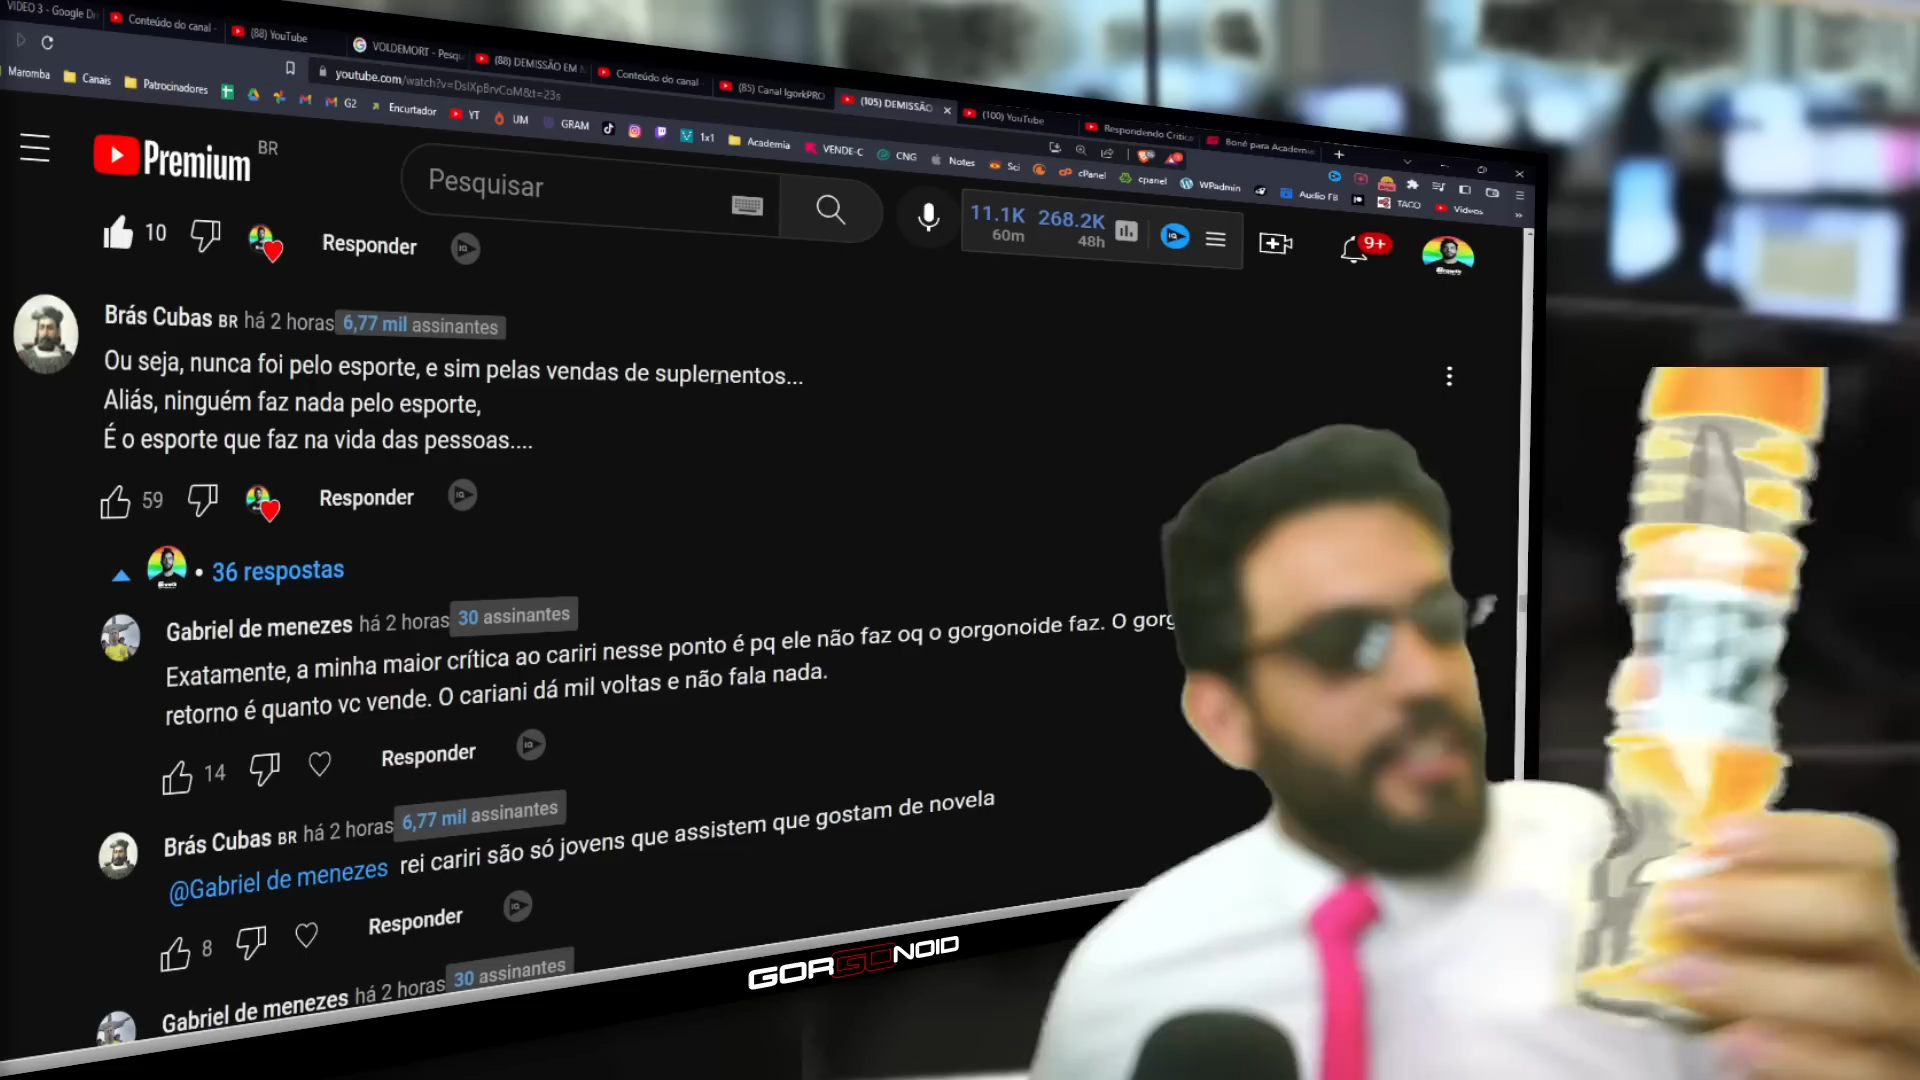 VIDEO 3 - Google Dr
Conteúdo do canal -
(88) YouTube
VOLDEMORT - Pesqu
(88) DEMISSÃO EM
Conteúdo do canal
(85) Canal IgorkPRO
(105) DEMISSÃO
(100) YouTube
Respondendo Crític
Boné para Academi
youtube.com/watch?v=DsIXpBrvCoM&t=23s
Maromba
Canais
Patrocinadores
G2
Encurtador
YT
UM
GRAM
1x1
Academia
VENDE-C
CNG
Notes
Sci
cPanel
cpanel
WPadmin
Audio FB
TACO
Videos
Premium BR
Pesquisar
11.1K 268.2K
60m 48h
9+
10 Responder
Brás Cubas BR há 2 horas 6,77 mil assinantes
Ou seja, nunca foi pelo esporte, e sim pelas vendas de suplementos...
Aliás, ninguém faz nada pelo esporte,
É o esporte que faz na vida das pessoas....
59 Responder
• 36 respostas
Gabriel de menezes há 2 horas 30 assinantes
Exatamente, a minha maior crítica ao cariri nesse ponto é pq ele não faz oq o gorgonoide faz. O gorg
retorno é quanto vc vende. O cariani dá mil voltas e não fala nada.
14 Responder
Brás Cubas BR há 2 horas 6,77 mil assinantes
@Gabriel de menezes rei cariri são só jovens que assistem que gostam de novela
8 Responder
Gabriel de menezes há 2 horas 30 assinantes
GORGONOID